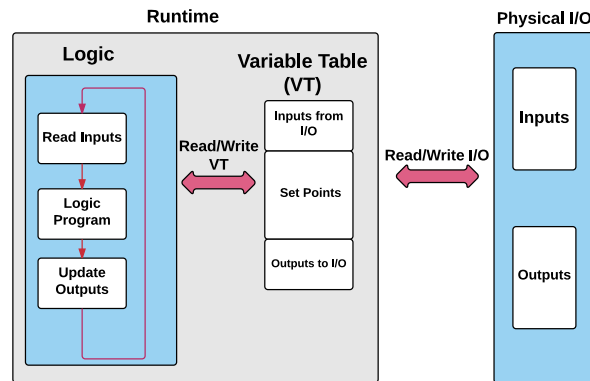 Runtime
Physical I/O
Logic
Variable Table
(VT)
Read Inputs
Logic
Program
Update
Outputs
Read/Write
VT
Inputs from
I/O
Set Points
Outputs to I/O
Read/Write I/O
Inputs
Outputs